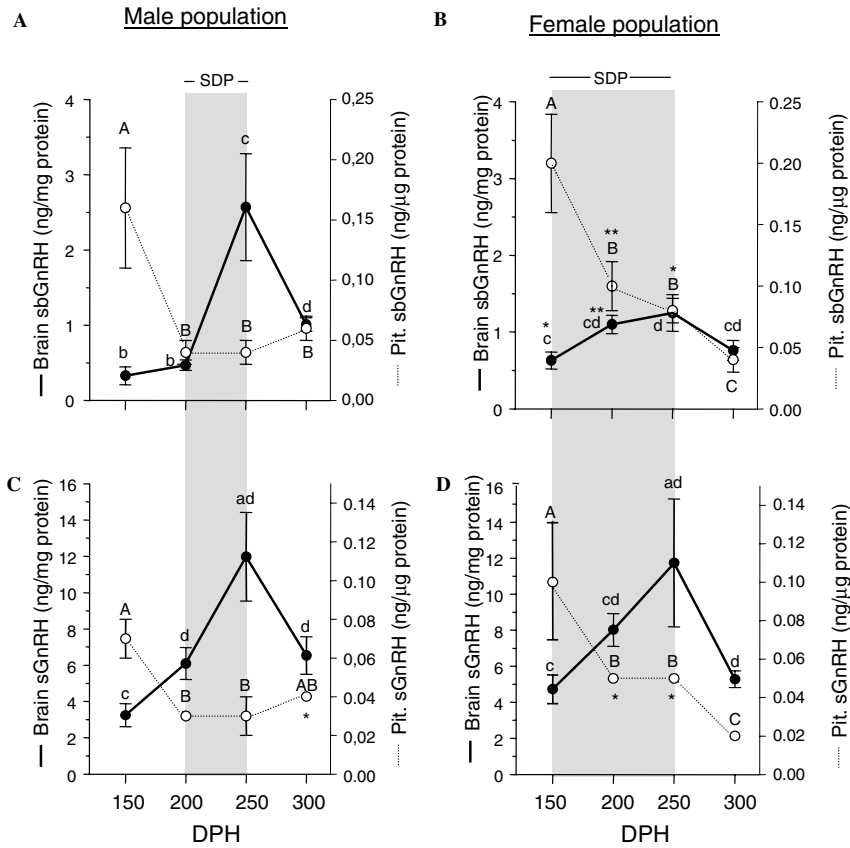 A
Male population
B
Female population
SDP
SDP
4
3
2
1
0
0,25
0,20
0,15
0,10
0,05
0,00
Brain sbGnRH (ng/mg protein)
Pit. sbGnRH (ng/µg protein)
A
B
B
B
b
b
c
d
4
3
2
1
0
0.25
0.20
0.15
0.10
0.05
0.00
Brain sbGnRH (ng/mg protein)
Pit. sbGnRH (ng/µg protein)
A
**
B
*
B
C
*
c
**
cd
d
cd
C
16
14
12
10
8
6
4
2
0
0.14
0.12
0.10
0.08
0.06
0.04
0.02
0.00
Brain sGnRH (ng/mg protein)
Pit. sGnRH (ng/µg protein)
A
B
B
AB
*
c
d
ad
d
150 200 250 300
DPH
D
16
14
12
10
8
6
4
2
0
0.14
0.12
0.10
0.08
0.06
0.04
0.02
0.00
Brain sGnRH (ng/mg protein)
Pit. sGnRH (ng/µg protein)
A
B
*
B
*
C
c
cd
ad
d
150 200 250 300
DPH